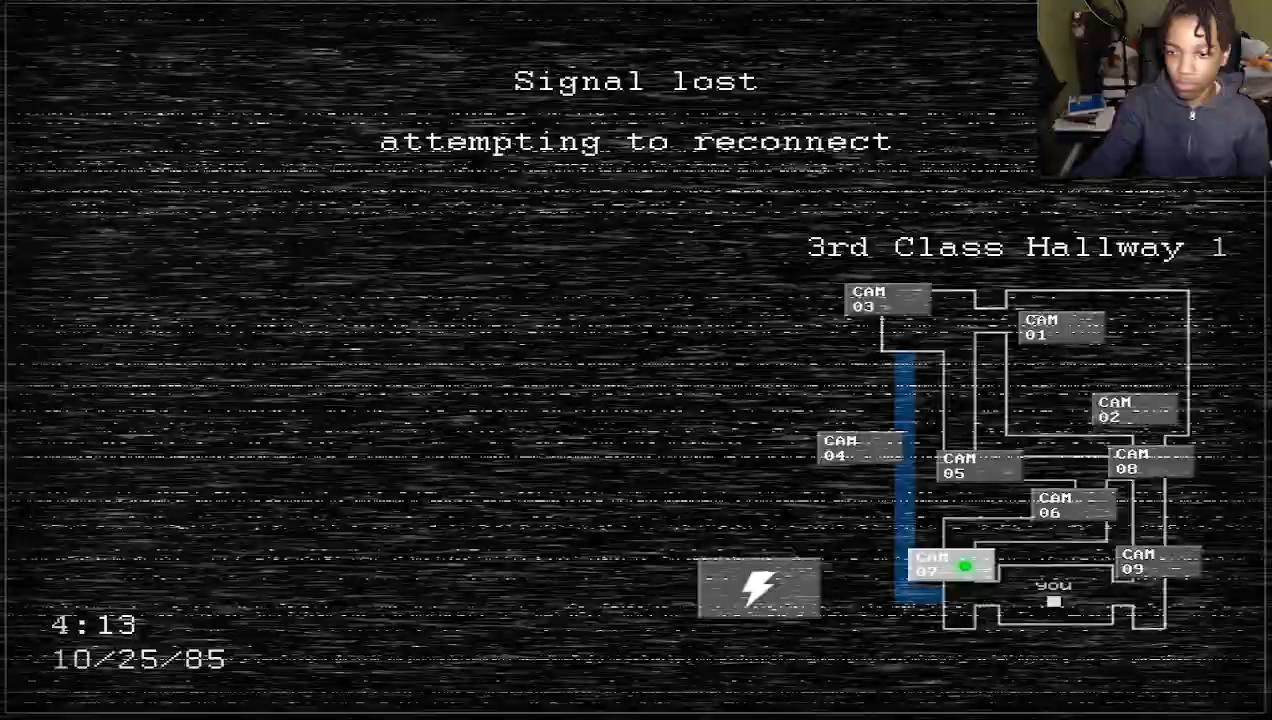 Signal lost
attempting to reconnect
3rd Class Hallway 1
CAM
03
CAM
01
CAM
02
CAM
04
CAM
05
CAM
08
CAM
06
CAM
07
CAM
09
you
4:13
10/25/85